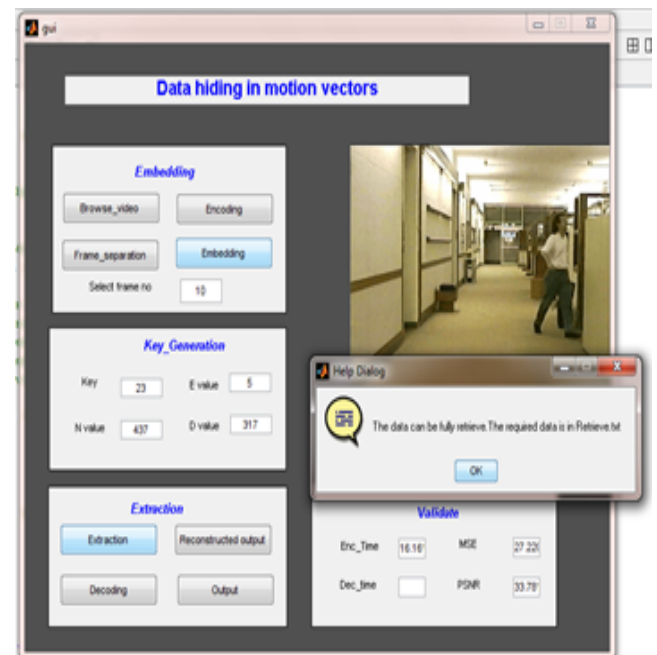 gui
Data hiding in motion vectors
Embedding
Browse_video
Encoding
Frame_separation
Embedding
Select frame no
10
Key_Generation
Key
23
E value
5
N value
437
D value
317
Help Dialog
The data can be fully retrieve.The required data is in Retrieve.txt
OK
Extraction
Extraction
Reconstructed output
Decoding
Output
Validate
Enc_Time
16.16
MSE
Dec_time
PSNR
33.78